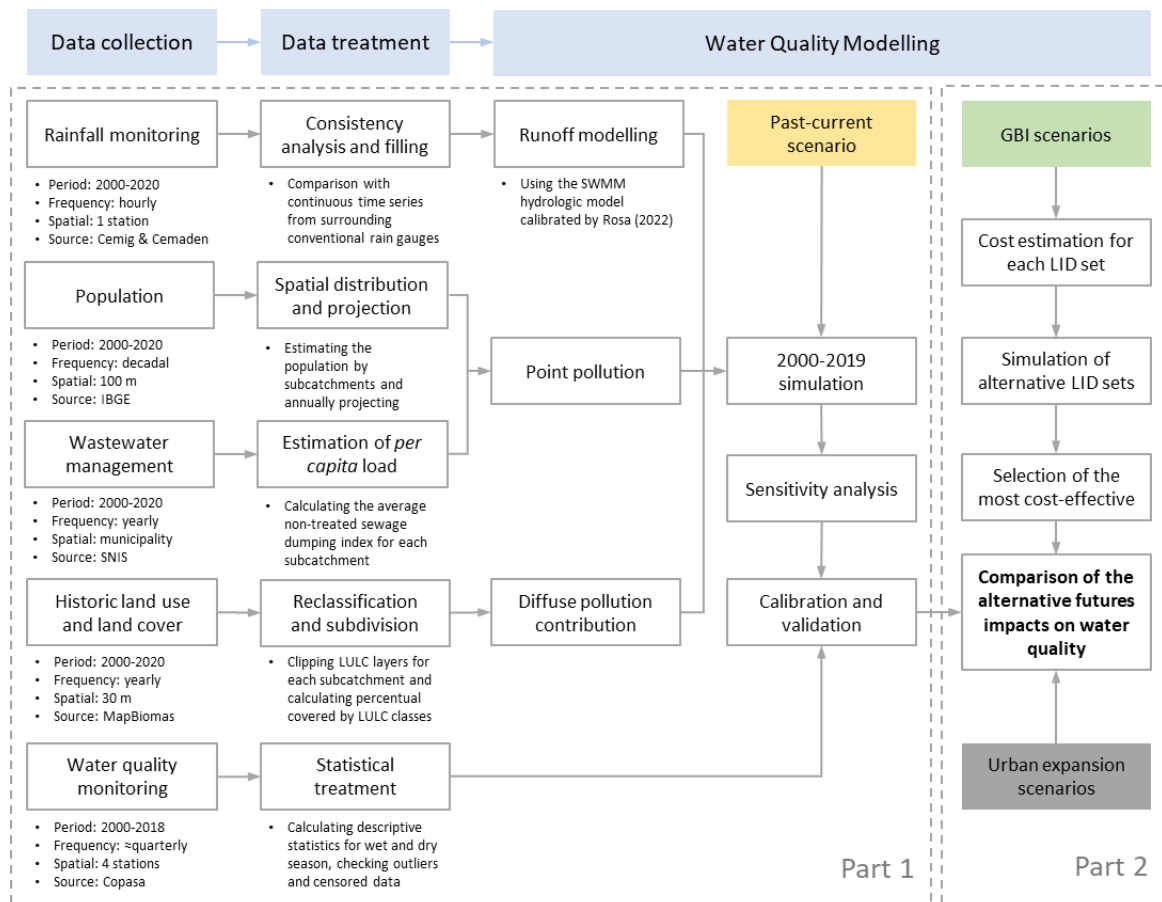 Data collection
Data treatment
Water Quality Modelling
Rainfall monitoring
• Period: 2000-2020
• Frequency: hourly
• Spatial: 1 station
• Source: Cemig & Cemaden
Consistency
analysis and filling
• Comparison with
continuous time series
from surrounding
conventional rain gauges
Runoff modelling
• Using the SWMM
hydrologic model
calibrated by Rosa (2022)
Past-current
scenario
GBI scenarios
Cost estimation for
each LID set
Population
• Period: 2000-2020
• Frequency: decadal
• Spatial: 100 m
• Source: IBGE
Spatial distribution
and projection
• Estimating the
population by
subcatchments and
annually projecting
Point pollution
2000-2019
simulation
Simulation of
alternative LID sets
Wastewater
management
• Period: 2000-2020
• Frequency: yearly
• Spatial: municipality
• Source: SNIS
Estimation of per
capita load
• Calculating the average
non-treated sewage
dumping index for each
subcatchment
Sensitivity analysis
Selection of the
most cost-effective
Historic land use
and land cover
• Period: 2000-2020
• Frequency: yearly
• Spatial: 30 m
• Source: MapBiomas
Reclassification
and subdivision
• Clipping LULC layers for
each subcatchment and
calculating percentual
covered by LULC classes
Diffuse pollution
contribution
Calibration and
validation
Comparison of the
alternative futures
impacts on water
quality
Water quality
monitoring
• Period: 2000-2018
• Frequency: ≈quarterly
• Spatial: 4 stations
• Source: Copasa
Statistical
treatment
• Calculating descriptive
statistics for wet and dry
season, checking outliers
and censored data
Urban expansion
scenarios
Part 1
Part 2